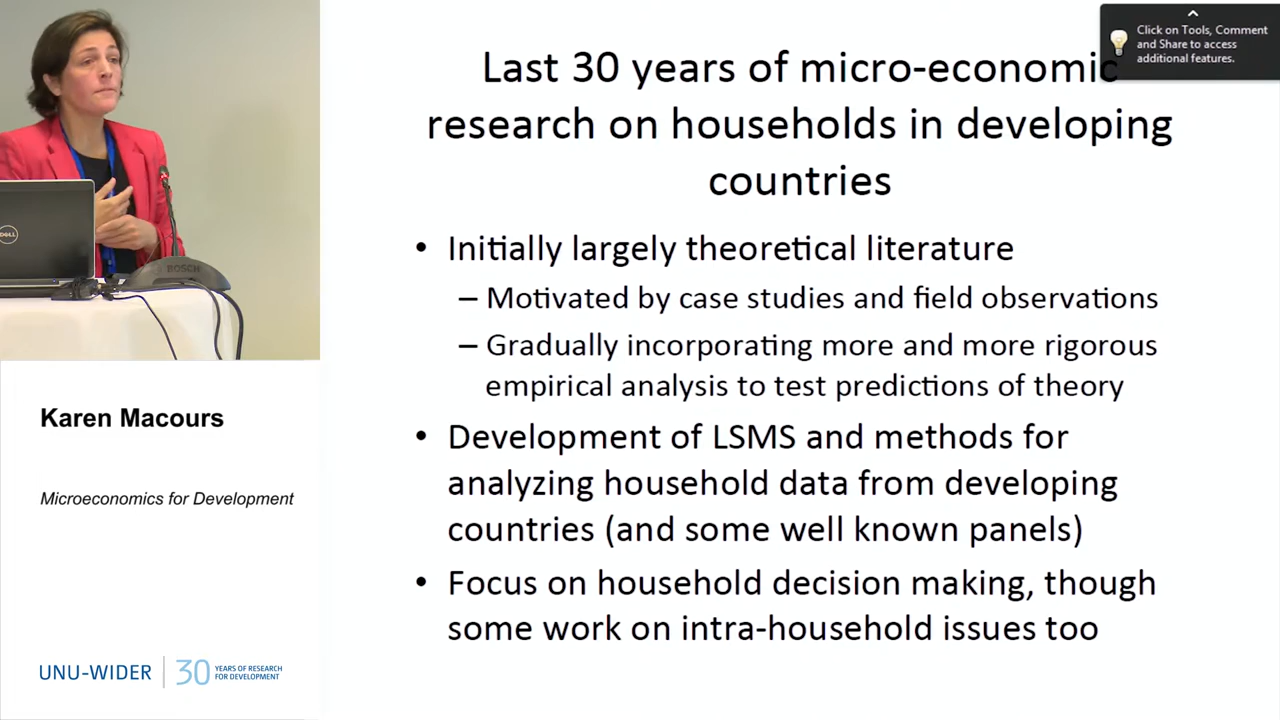 Click on Tools, Comment
and Share to access
additional features.
Last 30 years of micro-economic
research on households in developing
countries
• Initially largely theoretical literature
– Motivated by case studies and field observations
– Gradually incorporating more and more rigorous
empirical analysis to test predictions of theory
• Development of LSMS and methods for
analyzing household data from developing
countries (and some well known panels)
• Focus on household decision making, though
some work on intra-household issues too
DELL
BOSCH
Karen Macours
Microeconomics for Development
UNU-WIDER
30 YEARS OF RESEARCH
FOR DEVELOPMENT